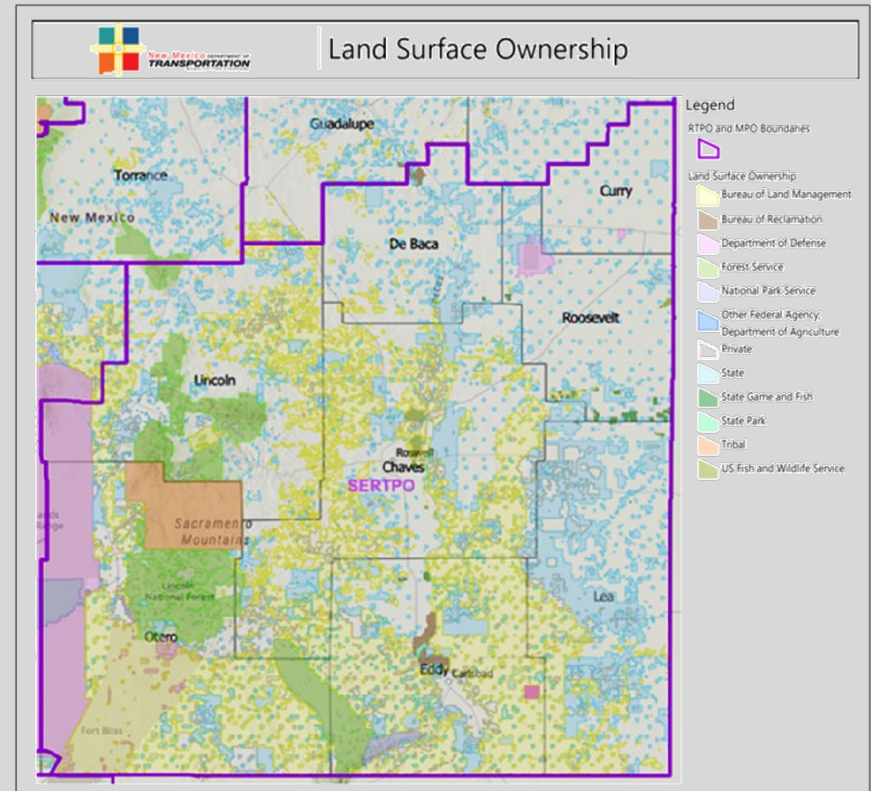 New Mexico DEPARTMENT OF
TRANSPORTATION
Land Surface Ownership
Guadalupe
Torrance
New Mexico
Curry
De Baca
Roosevelt
Lincoln
Roswell
Chaves
SERTPO
Sacramento
Mountains
Lincoln
National Forest
Lea
Otero
Eddy
Carlsbad
Fort Bliss
Legend
RTPO and MPO Boundaries
Land Surface Ownership
Bureau of Land Management
Bureau of Reclamation
Department of Defense
Forest Service
National Park Service
Other Federal Agency;
Department of Agriculture
Private
State
State Game and Fish
State Park
Tribal
US Fish and Wildlife Service